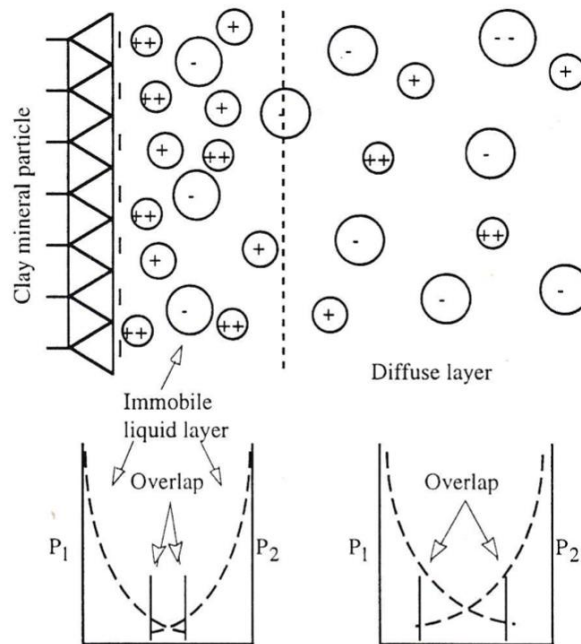 Clay mineral particle
Diffuse layer
Immobile
liquid layer
Overlap
P₁
P₂
Overlap
P₁
P₂